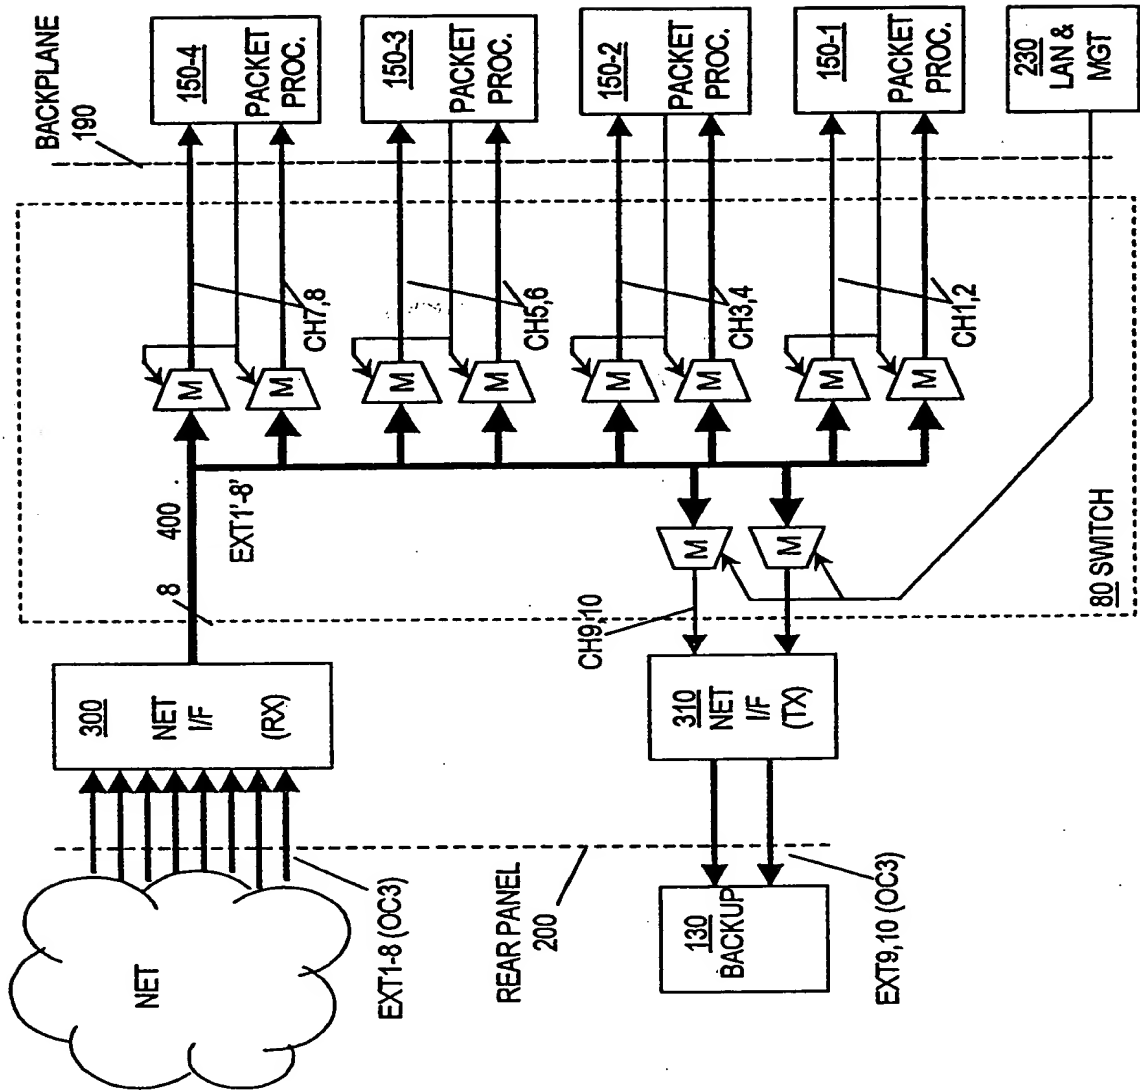 BACKPLANE
190
150-4
PACKET
PROC.
150-3
PACKET
PROC.
150-2
PACKET
PROC.
150-1
PACKET
PROC.
230
LAN &
MGT
CH7,8
CH5,6
CH3,4
CH1,2
M
M
M
M
M
M
M
M
400
EXT1'-8'
8
M
M
80 SWITCH
CH9,10
300
NET
I/F
(RX)
310
NET
I/F
(TX)
NET
EXT1-8 (OC3)
REAR PANEL
200
130
BACKUP
EXT9,10 (OC3)